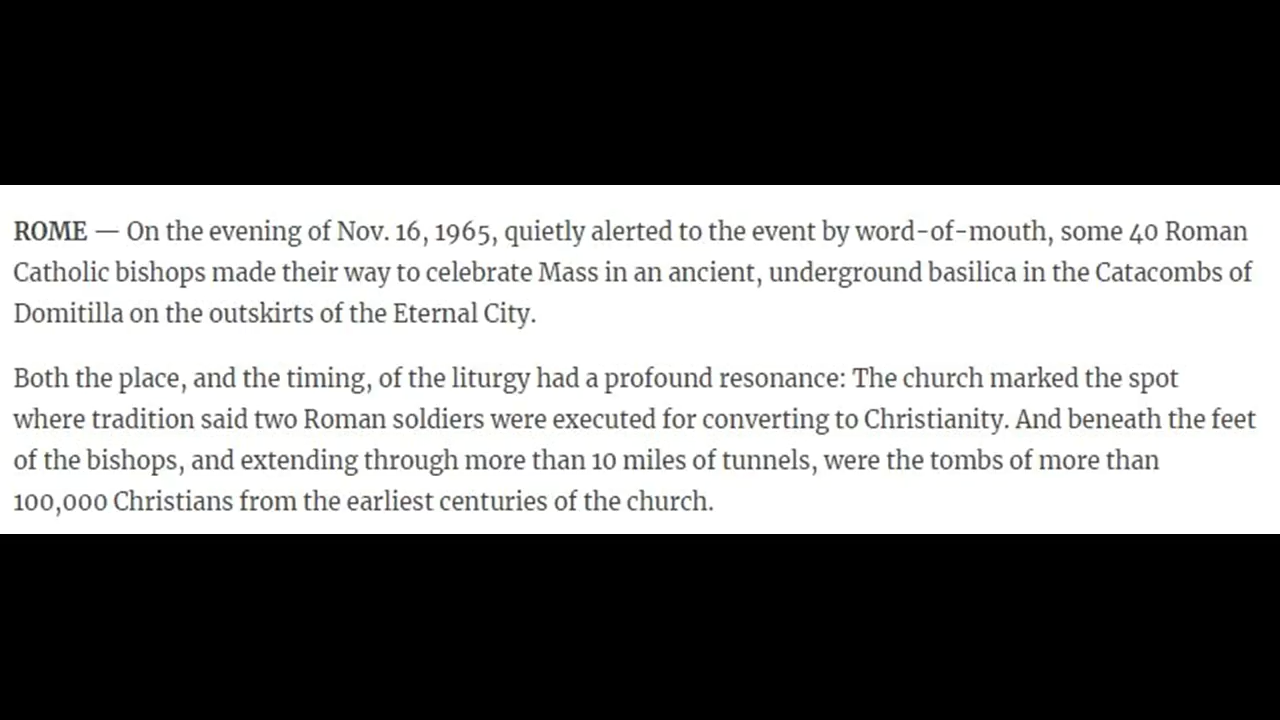 ROME — On the evening of Nov. 16, 1965, quietly alerted to the event by word-of-mouth, some 40 Roman
Catholic bishops made their way to celebrate Mass in an ancient, underground basilica in the Catacombs of
Domitilla on the outskirts of the Eternal City.
Both the place, and the timing, of the liturgy had a profound resonance: The church marked the spot
where tradition said two Roman soldiers were executed for converting to Christianity. And beneath the feet
of the bishops, and extending through more than 10 miles of tunnels, were the tombs of more than
100,000 Christians from the earliest centuries of the church.